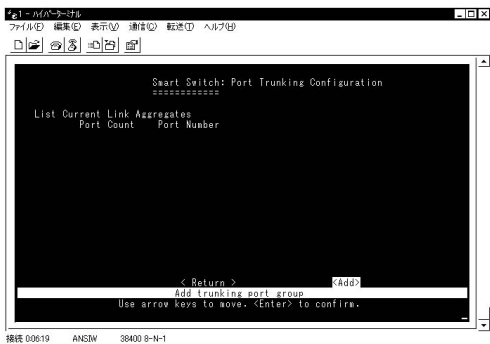 1 - ハイパーターミナル
ファイル(F) 編集(E) 表示(V) 通信(C) 転送(T) ヘルプ(H)
Smart Switch: Port Trunking Configuration
============
List Current Link Aggregates
Port Count Port Number
< Return > <Add>
Add trunking port group
Use arrow keys to move. <Enter> to confirm.
接続 0:06:19 ANSIW 38400 8-N-1